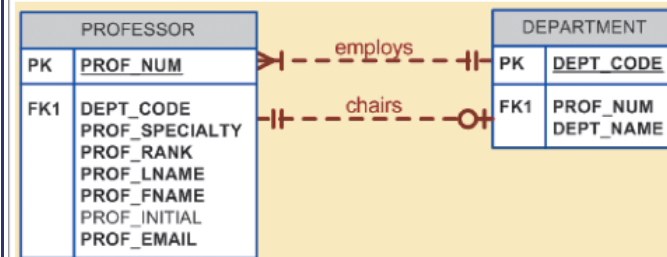 PROFESSOR
PK PROF_NUM
FK1 DEPT_CODE
PROF_SPECIALTY
PROF_RANK
PROF_LNAME
PROF_FNAME
PROF_INITIAL
PROF_EMAIL
employs
chairs
DEPARTMENT
PK DEPT_CODE
FK1 PROF_NUM
DEPT_NAME